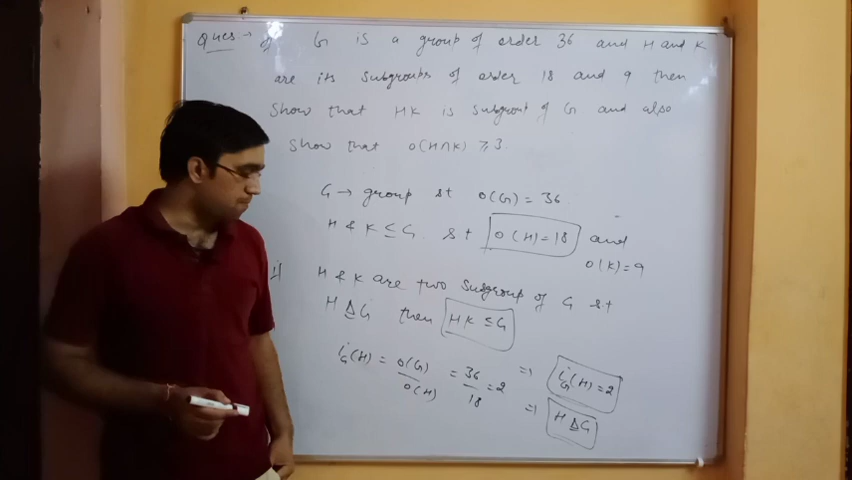 Ques:→ If G is a group of order 36 and H and K
are its subgroups of order 18 and 9 then
Show that HK is subgroup of G and also
Show that o(H∩K) ≥ 3.
G → group st o(G) = 36
H & K ≤ G st o(H) = 18 and
o(K) = 9
if H & K are two subgroup of G st
H ⊴ G then HK ≤ G
i_G(H) = o(G)/o(H) = 36/18 = 2 ⇒ i_G(H) = 2
⇒ H ⊴ G